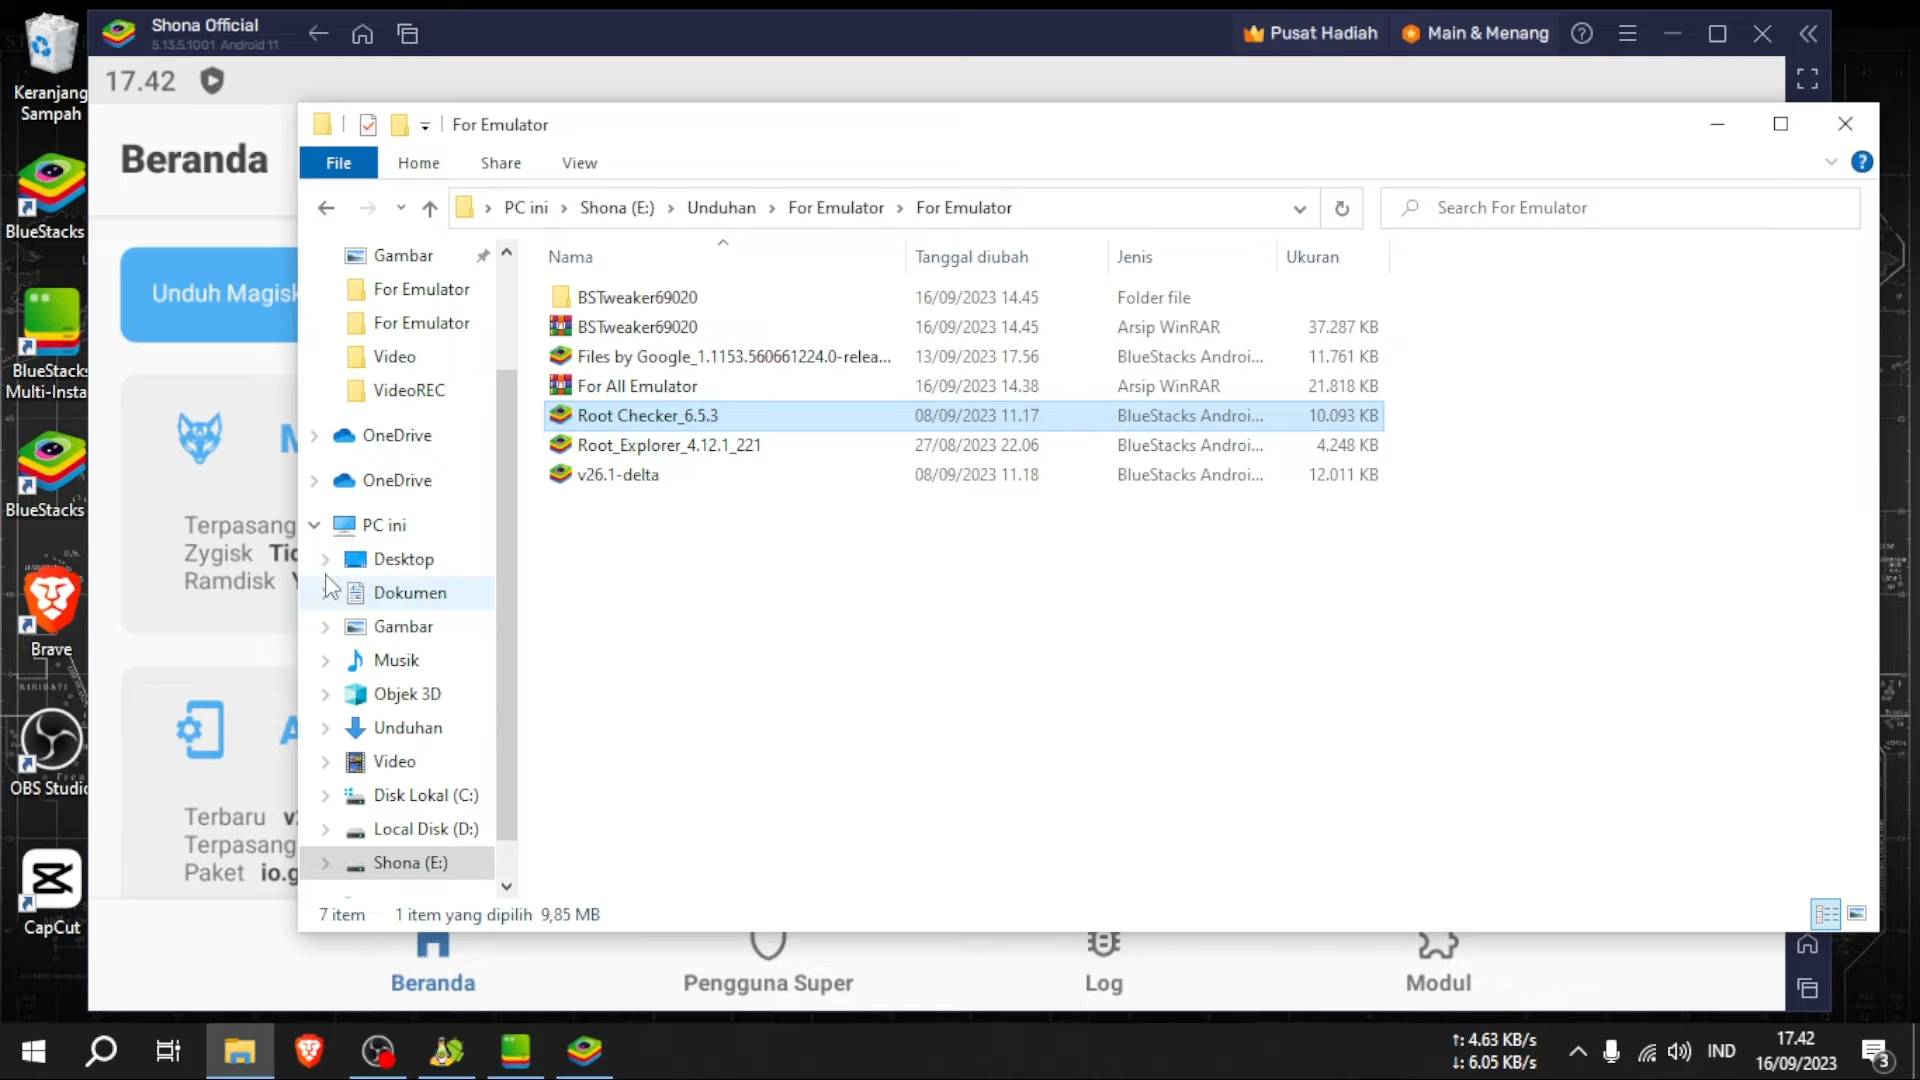 Keranjang
Sampah
BlueStacks
BlueStacks
Multi-Insta
BlueStacks
Brave
OBS Studio
CapCut
Shona Official
5.13.5.1001 Android 11
Pusat Hadiah
Main & Menang
17.42
Beranda
Unduh Magisk
Terpasang
Zygisk
Ramdisk
Terbaru
Terpasang
Paket io.g
For Emulator
File Home Share View
PC ini › Shona (E:) › Unduhan › For Emulator › For Emulator
Search For Emulator
Gambar
For Emulator
For Emulator
Video
VideoREC
OneDrive
OneDrive
PC ini
Desktop
Dokumen
Gambar
Musik
Objek 3D
Unduhan
Video
Disk Lokal (C:)
Local Disk (D:)
Shona (E:)
Nama Tanggal diubah Jenis Ukuran
BSTweaker69020 16/09/2023 14.45 Folder file
BSTweaker69020 16/09/2023 14.45 Arsip WinRAR 37.287 KB
Files by Google_1.1153.560661224.0-relea... 13/09/2023 17.56 BlueStacks Androi... 11.761 KB
For All Emulator 16/09/2023 14.38 Arsip WinRAR 21.818 KB
Root Checker_6.5.3 08/09/2023 11.17 BlueStacks Androi... 10.093 KB
Root_Explorer_4.12.1_221 27/08/2023 22.06 BlueStacks Androi... 4.248 KB
v26.1-delta 08/09/2023 11.18 BlueStacks Androi... 12.011 KB
7 item 1 item yang dipilih 9,85 MB
Beranda Pengguna Super Log Modul
↑: 4.63 KB/s
↓: 6.05 KB/s
IND
17.42
16/09/2023
3